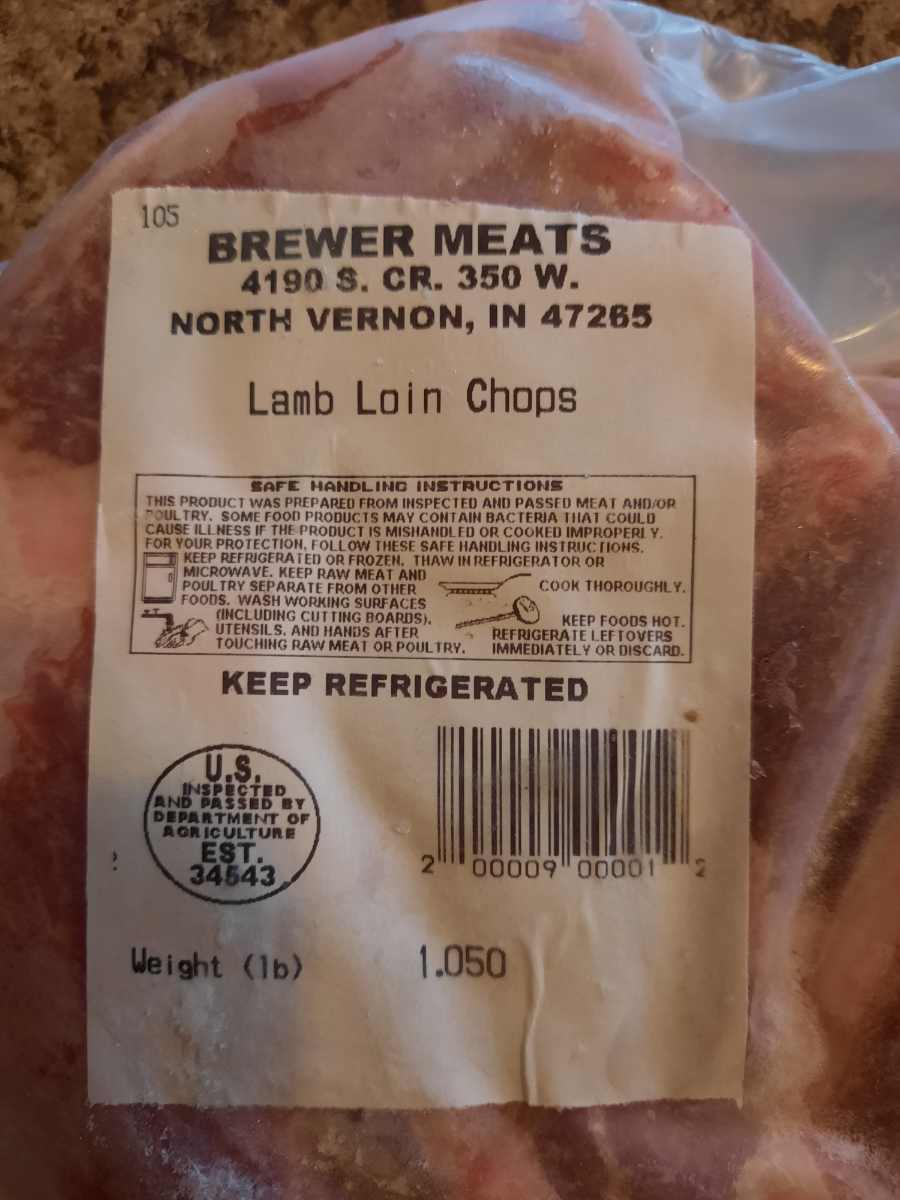 105
BREWER MEATS
4190 S. CR. 350 W.
NORTH VERNON, IN 47265
Lamb Loin Chops
SAFE HANDLING INSTRUCTIONS
THIS PRODUCT WAS PREPARED FROM INSPECTED AND PASSED MEAT AND/OR
POULTRY. SOME FOOD PRODUCTS MAY CONTAIN BACTERIA THAT COULD
CAUSE ILLNESS IF THE PRODUCT IS MISHANDLED OR COOKED IMPROPERLY.
FOR YOUR PROTECTION, FOLLOW THESE SAFE HANDLING INSTRUCTIONS.
KEEP REFRIGERATED OR FROZEN. THAW IN REFRIGERATOR OR
MICROWAVE. KEEP RAW MEAT AND
POULTRY SEPARATE FROM OTHER
FOODS. WASH WORKING SURFACES
(INCLUDING CUTTING BOARDS),
UTENSILS. AND HANDS AFTER
TOUCHING RAW MEAT OR POULTRY.
COOK THOROUGHLY.
KEEP FOODS HOT.
REFRIGERATE LEFTOVERS
IMMEDIATELY OR DISCARD.
KEEP REFRIGERATED
U.S.
INSPECTED
AND PASSED BY
DEPARTMENT OF
AGRICULTURE
EST.
34543
2 00009 00001 2
Weight (lb) 1.050